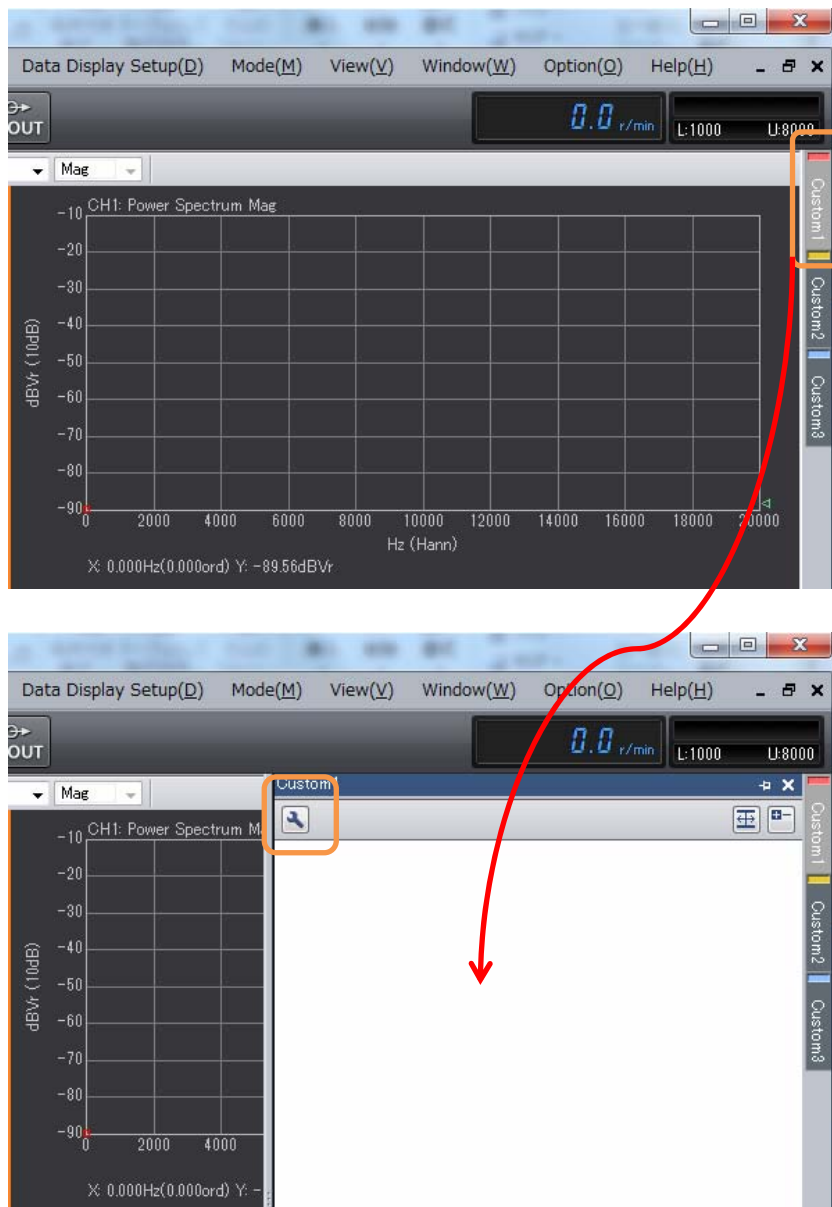 Data Display Setup(D) Mode(M) View(V) Window(W) Option(O) Help(H)
OUT
0.0 r/min
L:1000 U:8000
Mag
Custom1
Custom2
Custom3
CH1: Power Spectrum Mag
-10
-20
-30
-40
-50
-60
-70
-80
-90
dBVr (10dB)
0 2000 4000 6000 8000 10000 12000 14000 16000 18000 20000
Hz (Hann)
X: 0.000Hz(0.000ord) Y: -89.56dBVr
Data Display Setup(D) Mode(M) View(V) Window(W) Option(O) Help(H)
OUT
0.0 r/min
L:1000 U:8000
Mag
Custom1
Custom1
Custom2
Custom3
CH1: Power Spectrum M
-10
-20
-30
-40
-50
-60
-70
-80
-90
dBVr (10dB)
0 2000 4000
X: 0.000Hz(0.000ord) Y: -